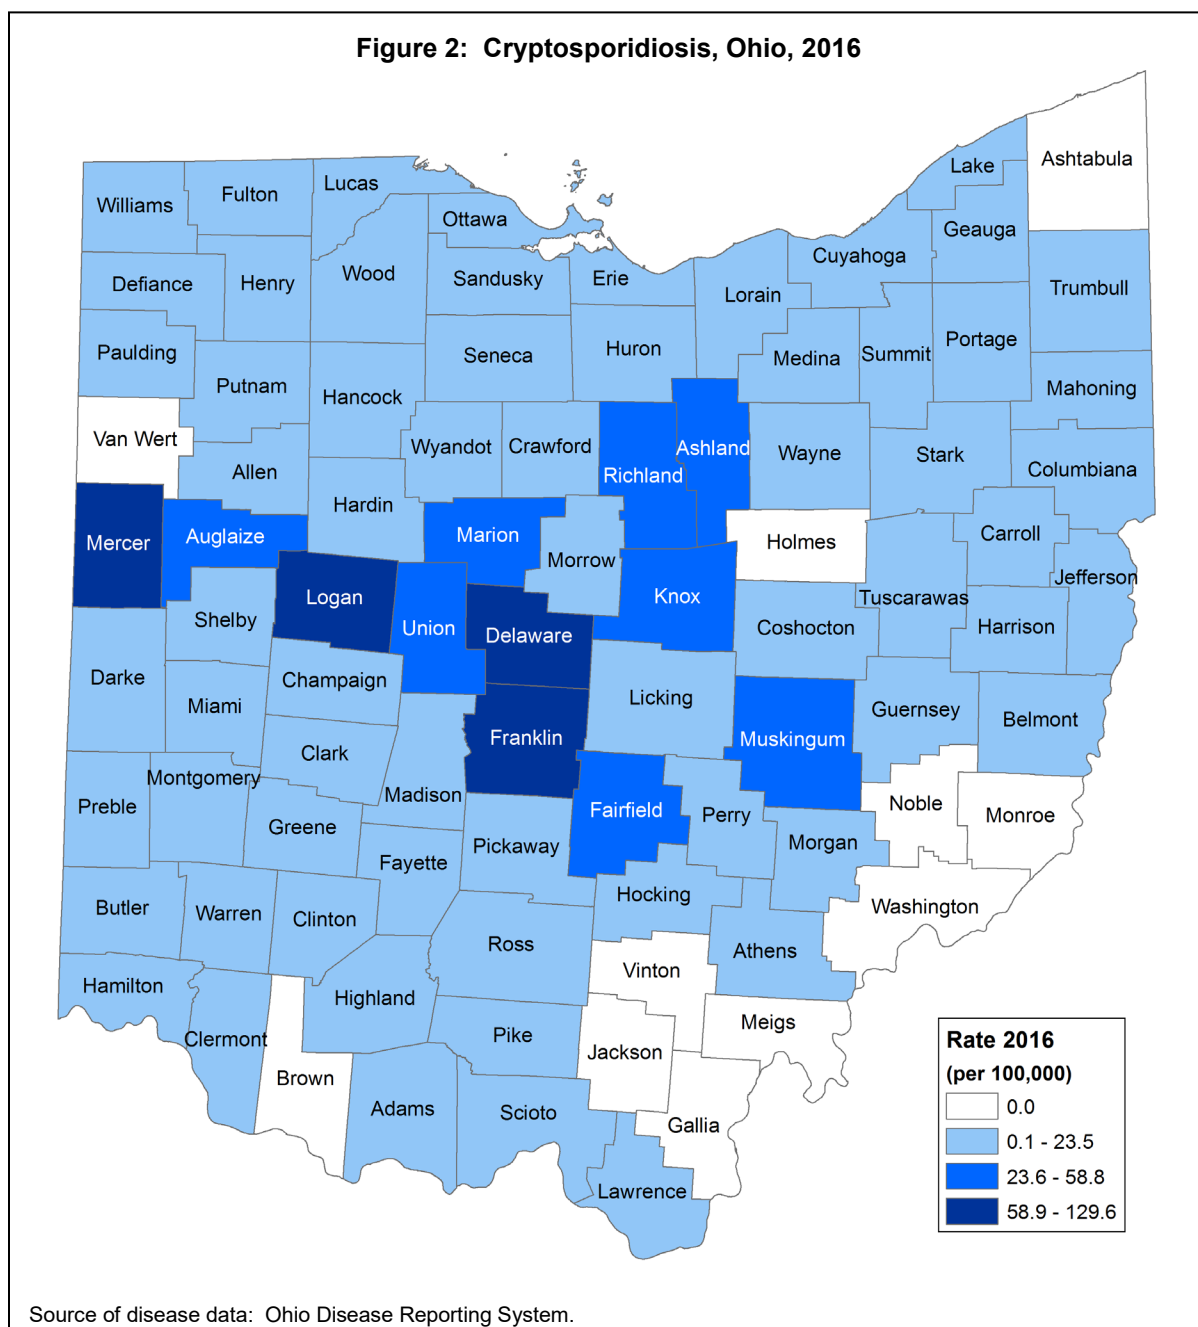 Figure 2:  Cryptosporidiosis, Ohio, 2016
Ashtabula
Lake
Lucas
Fulton
Williams
Ottawa
Geauga
Cuyahoga
Wood
Sandusky
Erie
Defiance
Henry
Lorain
Trumbull
Portage
Huron
Paulding
Seneca
Medina
Summit
Putnam
Mahoning
Hancock
Van Wert
Wyandot
Crawford
Ashland
Wayne
Stark
Allen
Richland
Columbiana
Hardin
Auglaize
Marion
Carroll
Mercer
Holmes
Morrow
Jefferson
Logan
Knox
Tuscarawas
Shelby
Union
Delaware
Coshocton
Harrison
Darke
Champaign
Licking
Miami
Guernsey
Belmont
Franklin
Muskingum
Clark
Montgomery
Madison
Noble
Preble
Fairfield
Perry
Monroe
Greene
Pickaway
Morgan
Fayette
Hocking
Butler
Warren
Clinton
Washington
Ross
Athens
Vinton
Hamilton
Highland
Meigs
Clermont
Pike
Jackson
Brown
Adams
Scioto
Gallia
Lawrence
Rate 2016
(per 100,000)
0.0
0.1 - 23.5
23.6 - 58.8
58.9 - 129.6
Source of disease data:  Ohio Disease Reporting System.